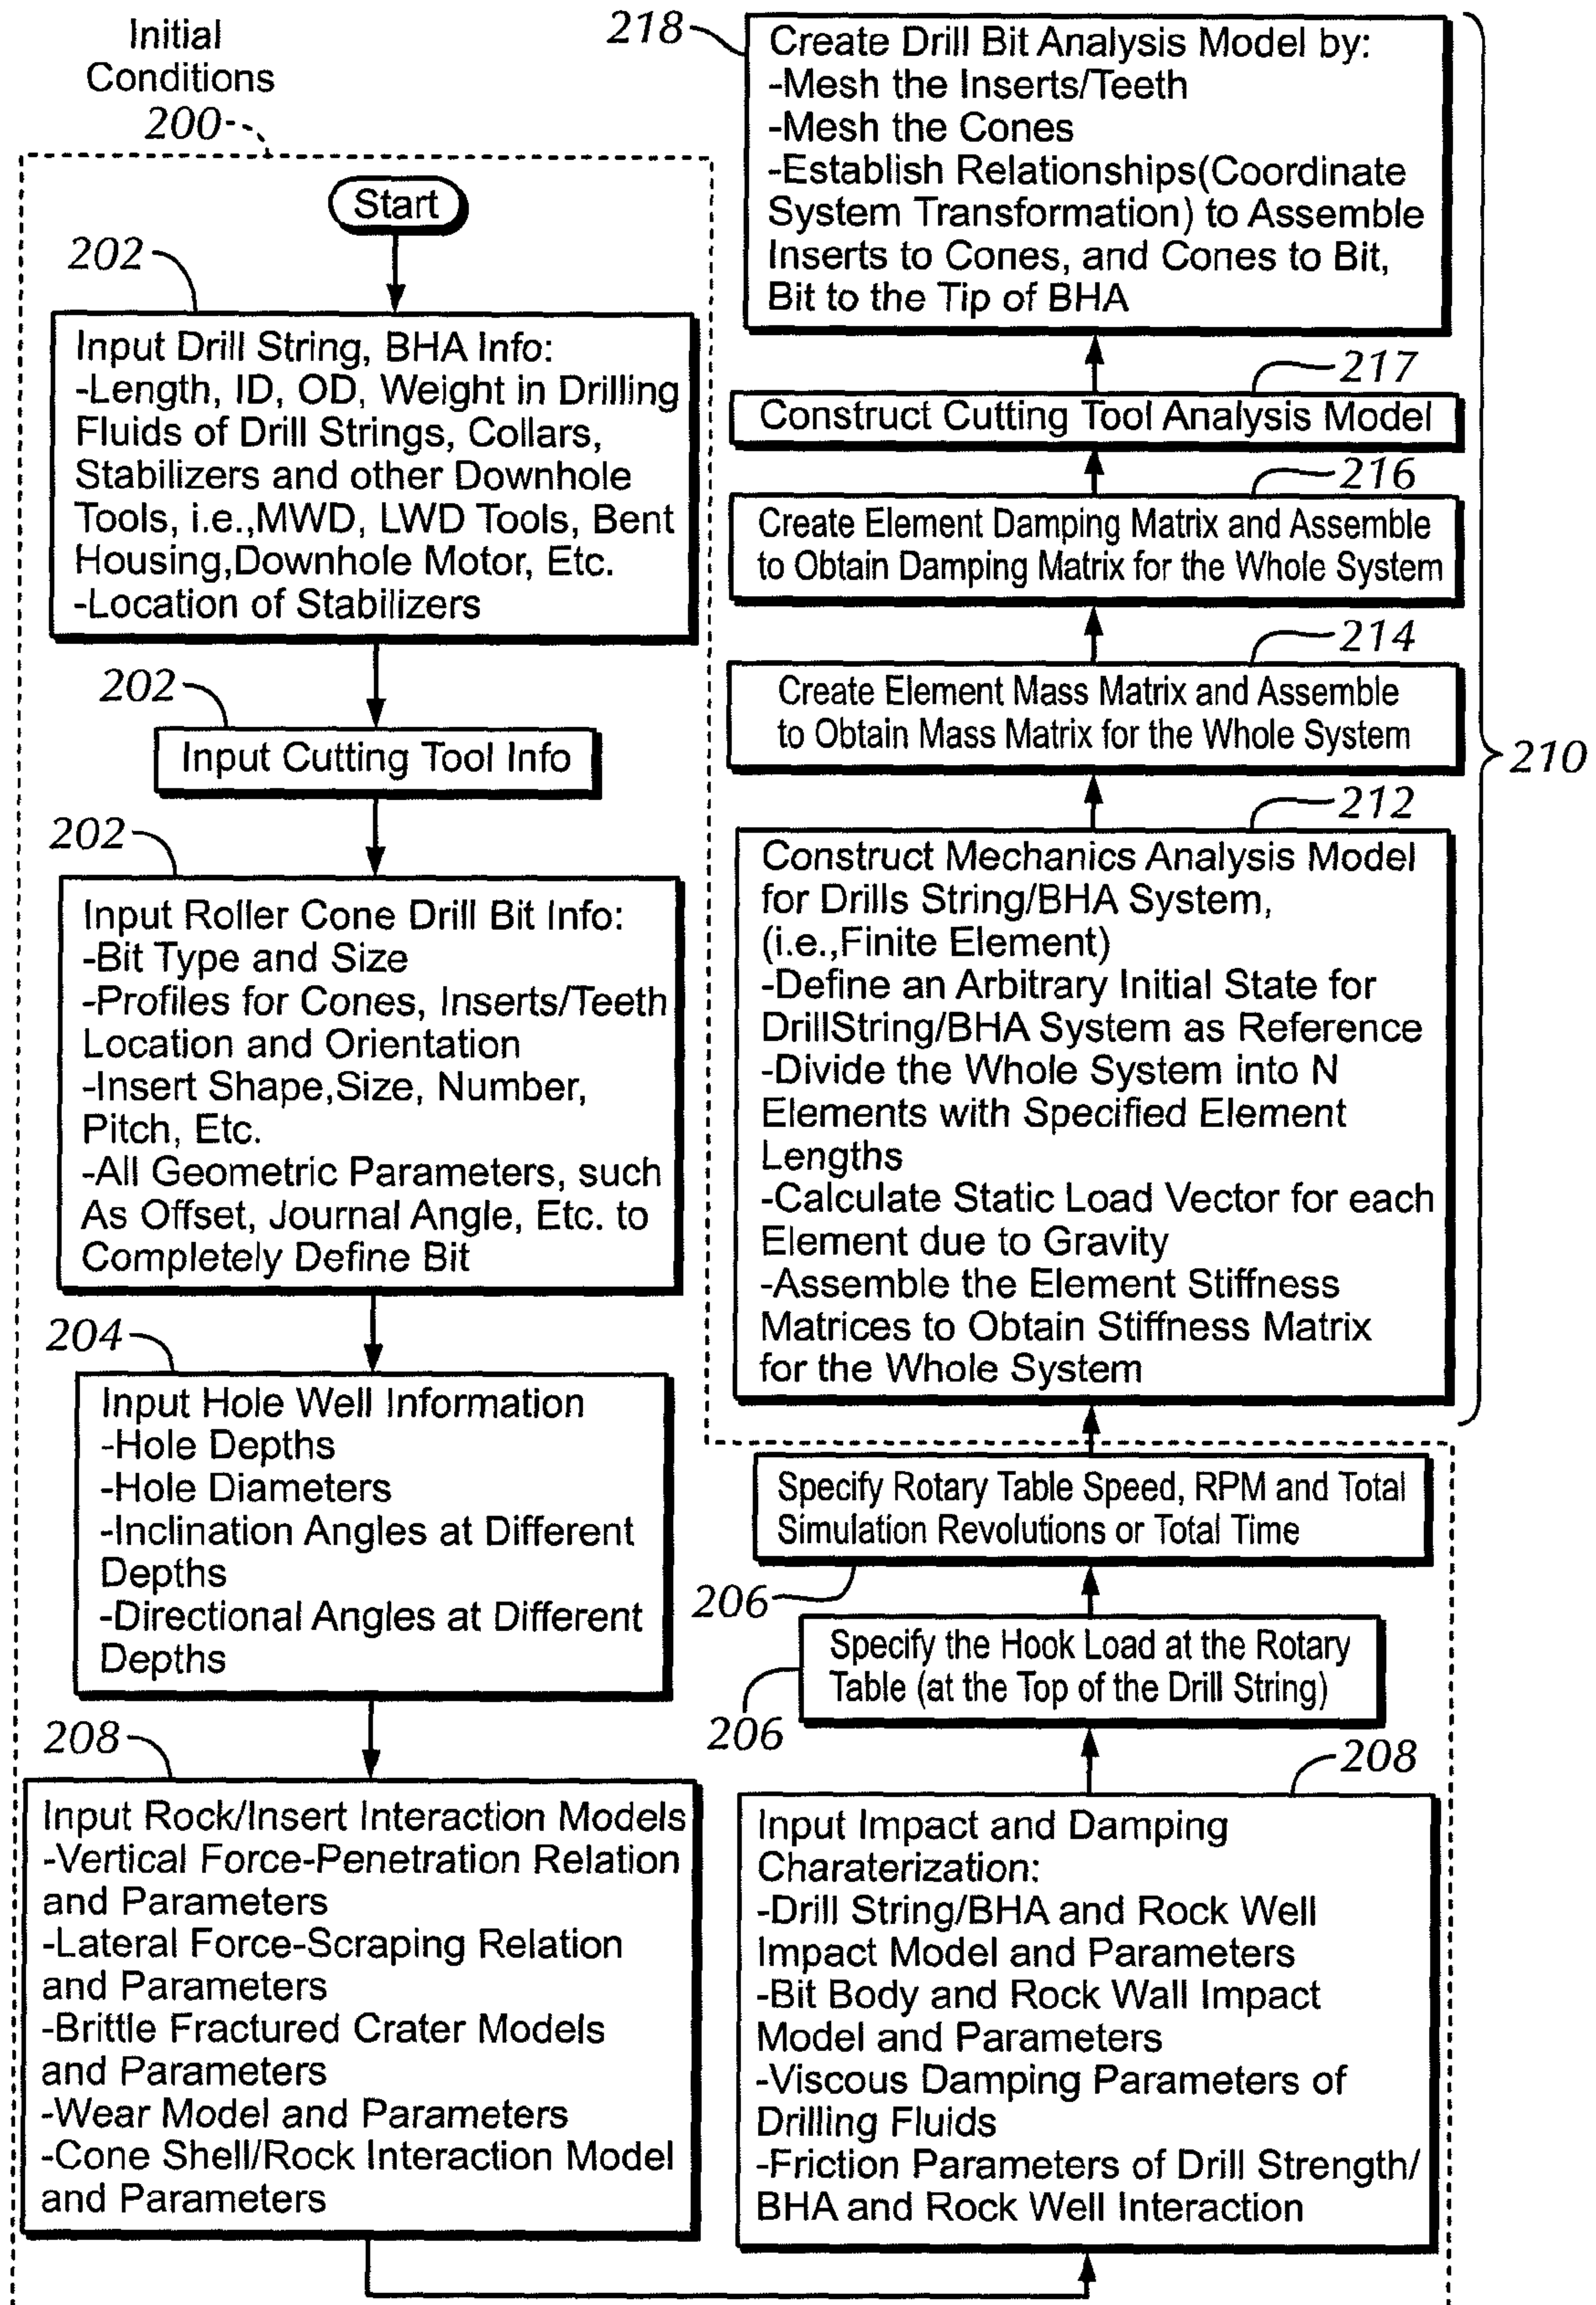 Initial
Conditions
200
Start
202
Input Drill String, BHA Info:
-Length, ID, OD, Weight in Drilling
Fluids of Drill Strings, Collars,
Stabilizers and other Downhole
Tools, i.e.,MWD, LWD Tools, Bent
Housing,Downhole Motor, Etc.
-Location of Stabilizers
202
Input Cutting Tool Info
202
Input Roller Cone Drill Bit Info:
-Bit Type and Size
-Profiles for Cones, Inserts/Teeth
Location and Orientation
-Insert Shape,Size, Number,
Pitch, Etc.
-All Geometric Parameters, such
As Offset, Journal Angle, Etc. to
Completely Define Bit
204
Input Hole Well Information
-Hole Depths
-Hole Diameters
-Inclination Angles at Different
Depths
-Directional Angles at Different
Depths
208
Input Rock/Insert Interaction Models
-Vertical Force-Penetration Relation
and Parameters
-Lateral Force-Scraping Relation
and Parameters
-Brittle Fractured Crater Models
and Parameters
-Wear Model and Parameters
-Cone Shell/Rock Interaction Model
and Parameters
208
Input Impact and Damping
Charaterization:
-Drill String/BHA and Rock Well
Impact Model and Parameters
-Bit Body and Rock Wall Impact
Model and Parameters
-Viscous Damping Parameters of
Drilling Fluids
-Friction Parameters of Drill Strength/
BHA and Rock Well Interaction
206
Specify the Hook Load at the Rotary
Table (at the Top of the Drill String)
206
Specify Rotary Table Speed, RPM and Total
Simulation Revolutions or Total Time
210
212
Construct Mechanics Analysis Model
for Drills String/BHA System,
(i.e.,Finite Element)
-Define an Arbitrary Initial State for
DrillString/BHA System as Reference
-Divide the Whole System into N
Elements with Specified Element
Lengths
-Calculate Static Load Vector for each
Element due to Gravity
-Assemble the Element Stiffness
Matrices to Obtain Stiffness Matrix
for the Whole System
214
Create Element Mass Matrix and Assemble
to Obtain Mass Matrix for the Whole System
216
Create Element Damping Matrix and Assemble
to Obtain Damping Matrix for the Whole System
217
Construct Cutting Tool Analysis Model
218
Create Drill Bit Analysis Model by:
-Mesh the Inserts/Teeth
-Mesh the Cones
-Establish Relationships(Coordinate
System Transformation) to Assemble
Inserts to Cones, and Cones to Bit,
Bit to the Tip of BHA